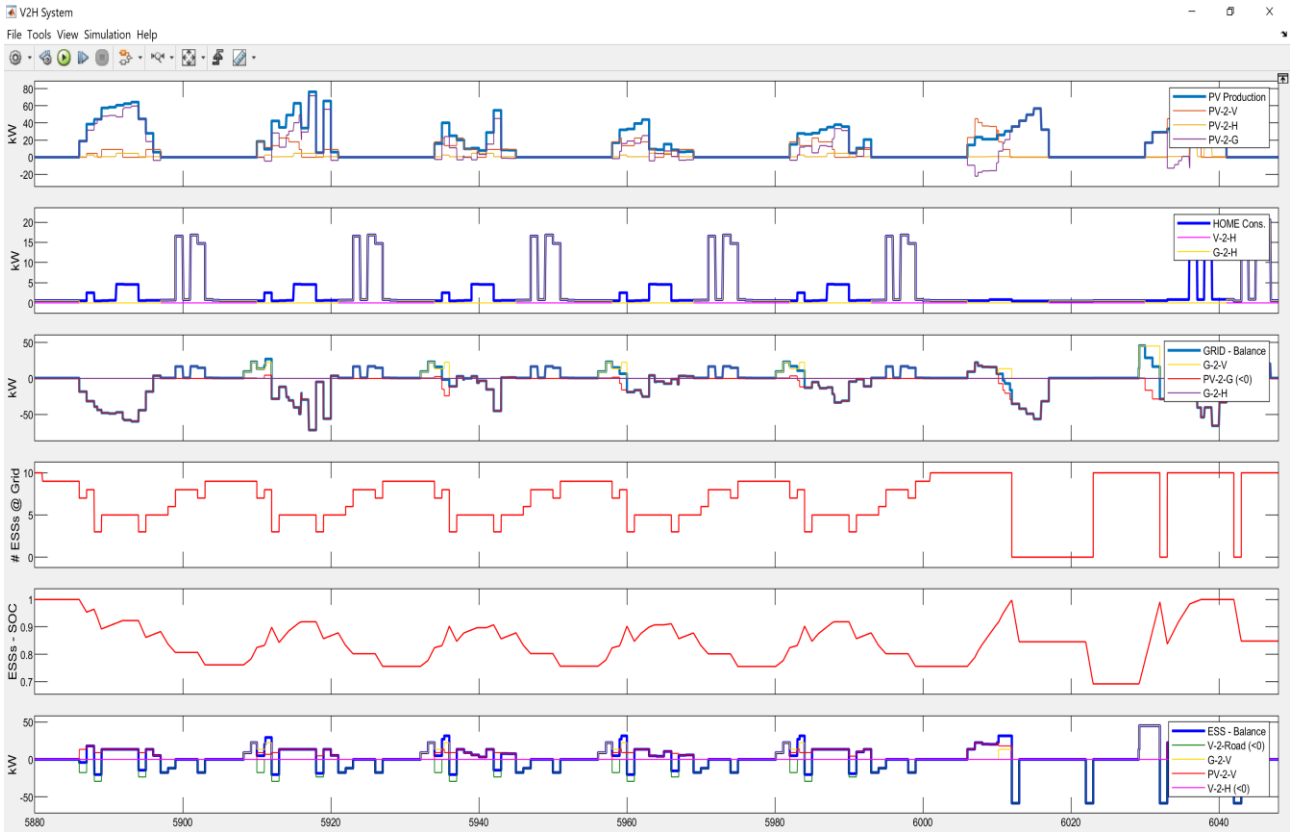 V2H System
File Tools View Simulation Help
kW
80
60
40
20
0
-20
PV Production
PV-2-V
PV-2-H
PV-2-G
kW
20
15
10
5
0
HOME Cons.
V-2-H
G-2-H
kW
50
0
-50
GRID - Balance
G-2-V
PV-2-G (<0)
G-2-H
# ESSs @ Grid
10
5
0
ESSs - SOC
1
0.9
0.8
0.7
kW
50
0
-50
ESS - Balance
V-2-Road (<0)
G-2-V
PV-2-V
V-2-H (<0)
5880 5900 5920 5940 5960 5980 6000 6020 6040